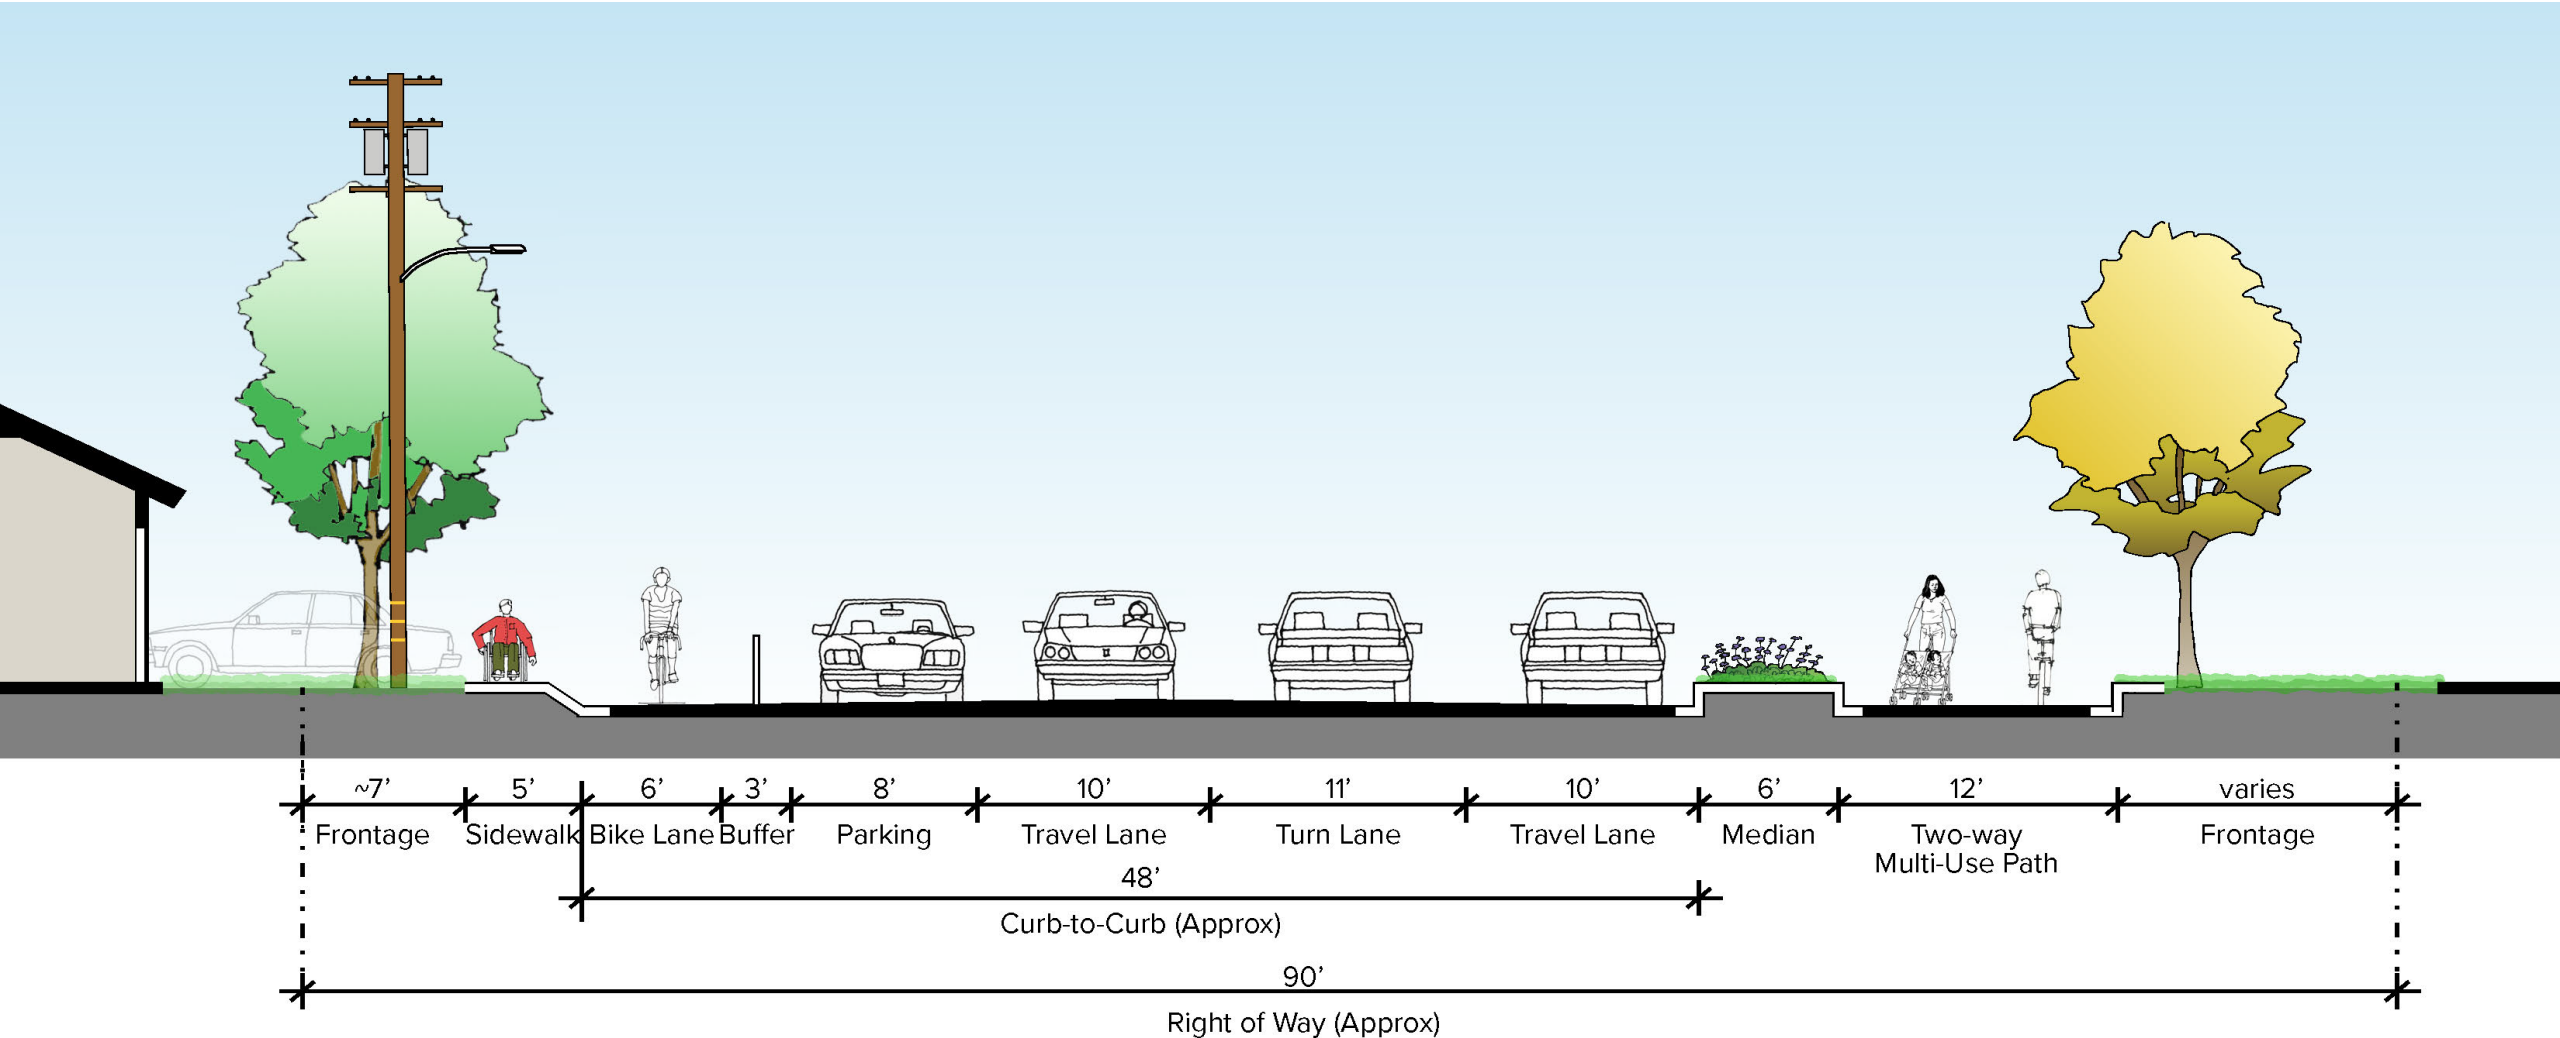 ~7’ 5’ 6’ 3’ 8’ 10’ 11’ 10’ 6’ 12’ varies
Frontage Sidewalk Bike Lane Buffer Parking Travel Lane Turn Lane Travel Lane Median Two-way Frontage
Multi-Use Path
48’
Curb-to-Curb (Approx)
90’
Right of Way (Approx)